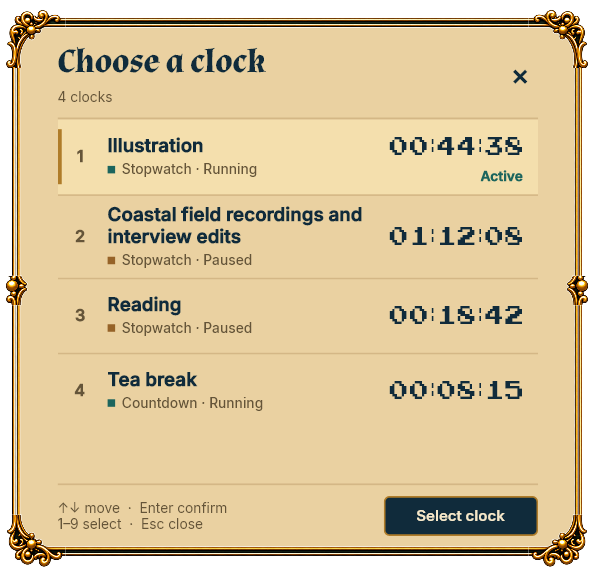 Choose a clock
×
4 clocks
1
Illustration
00:44:38
Stopwatch · Running
Active
2
Coastal field recordings and
interview edits
01:12:08
Stopwatch · Paused
3
Reading
00:18:42
Stopwatch · Paused
4
Tea break
00:08:15
Countdown · Running
↑↓ move · Enter confirm
1–9 select · Esc close
Select clock